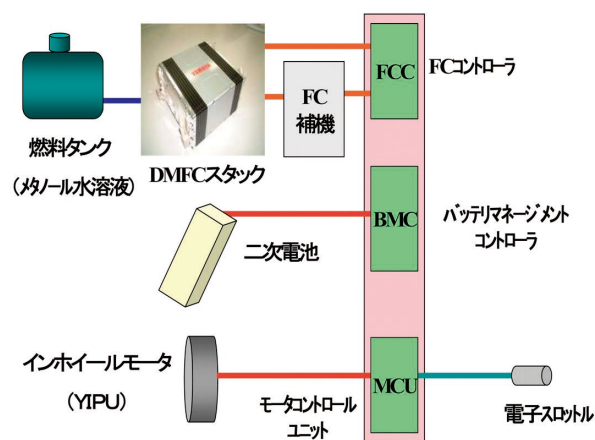 FCC
FCコントローラ
FC
補機
燃料タンク
(メタノール水溶液)
DMFCスタック
YAMAHA
BMC
バッテリマネージメント
コントローラ
二次電池
インホイールモータ
(YIPU)
MCU
モータコントロール
ユニット
電子スロットル